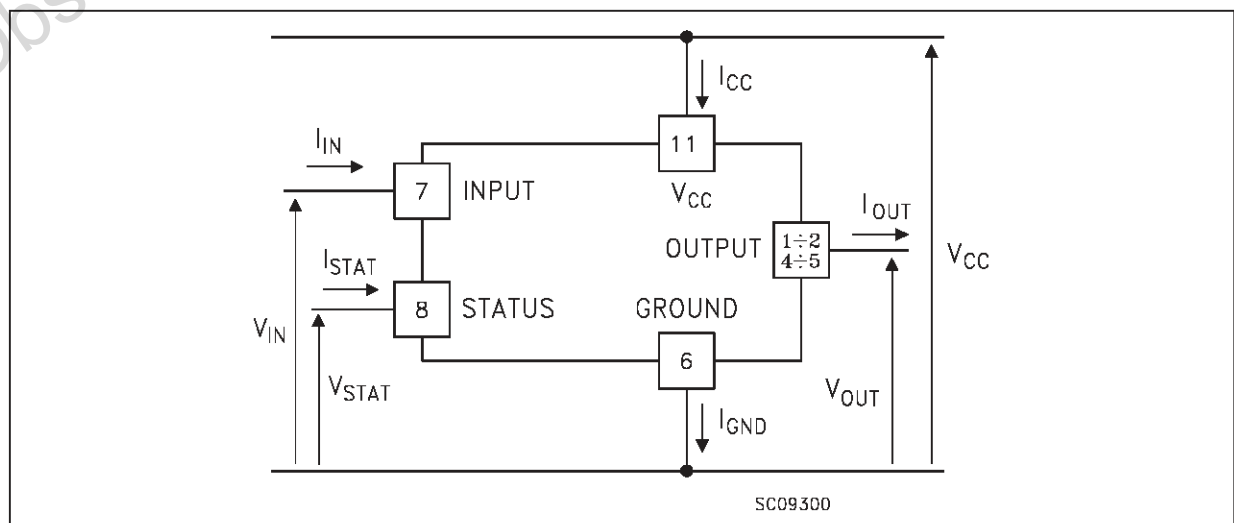 obs
I_CC
11
V_CC
I_IN
7
INPUT
I_OUT
OUTPUT
1÷2
4÷5
V_CC
I_STAT
8
STATUS
GROUND
6
V_IN
V_STAT
V_OUT
I_GND
SC09300